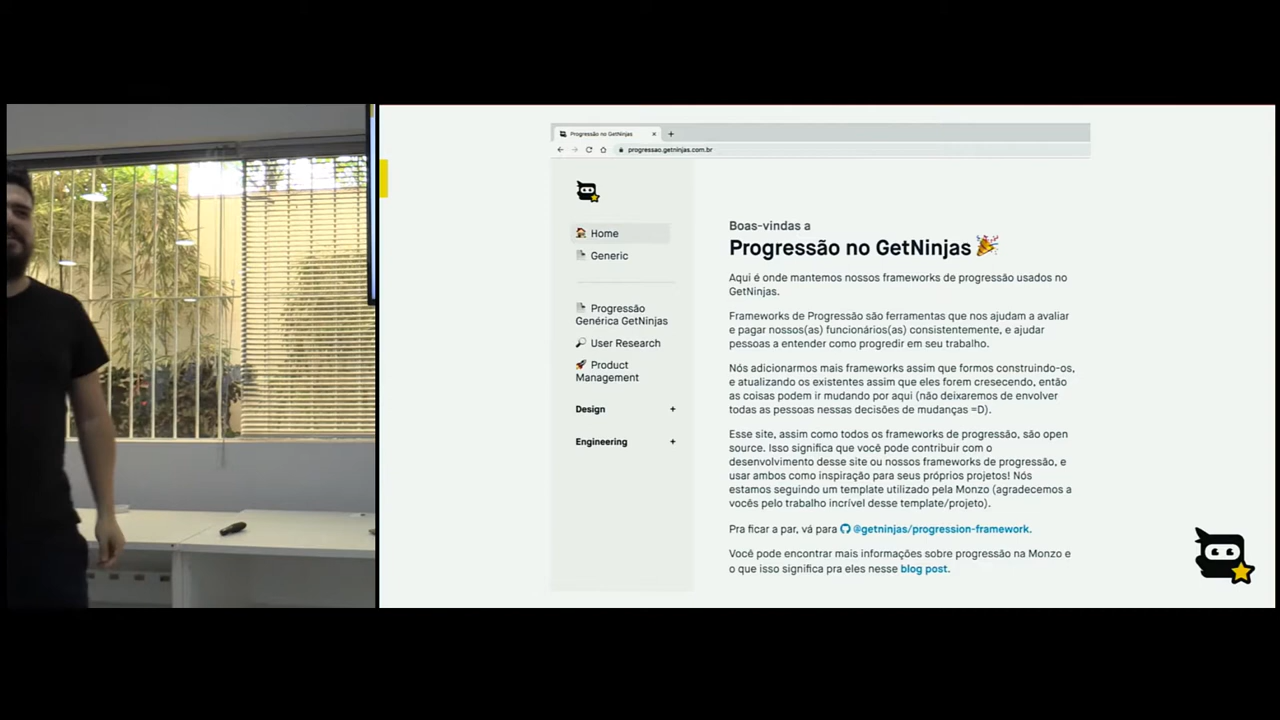 Progressão no GetNinjas
progressao.getninjas.com.br
Home
Generic
Progressão
Genérica GetNinjas
User Research
Product
Management
Design +
Engineering +
Boas-vindas a
Progressão no GetNinjas
Aqui é onde mantemos nossos frameworks de progressão usados no
GetNinjas.
Frameworks de Progressão são ferramentas que nos ajudam a avaliar
e pagar nossos(as) funcionários(as) consistentemente, e ajudar
pessoas a entender como progredir em seu trabalho.
Nós adicionarmos mais frameworks assim que formos construindo-os,
e atualizando os existentes assim que eles forem cresecendo, então
as coisas podem ir mudando por aqui (não deixaremos de envolver
todas as pessoas nessas decisões de mudanças =D).
Esse site, assim como todos os frameworks de progressão, são open
source. Isso significa que você pode contribuir com o
desenvolvimento desse site ou nossos frameworks de progressão, e
usar ambos como inspiração para seus próprios projetos! Nós
estamos seguindo um template utilizado pela Monzo (agradecemos a
vocês pelo trabalho incrível desse template/projeto).
Pra ficar a par, vá para @getninjas/progression-framework.
Você pode encontrar mais informações sobre progressão na Monzo e
o que isso significa pra eles nesse blog post.